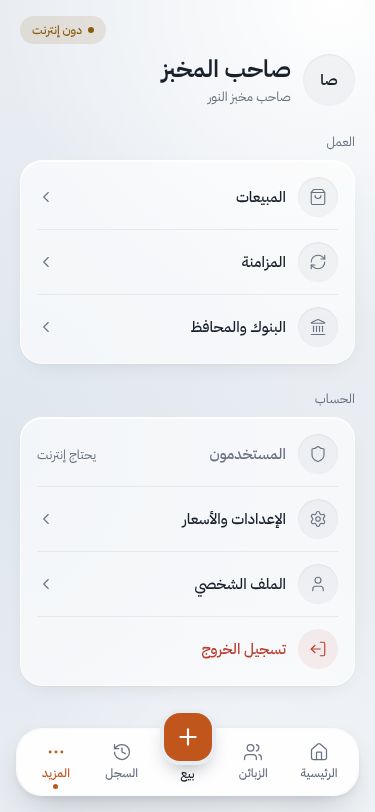 دون إنترنت
صا
صاحب المخبز
صاحب مخبز النور
العمل
المبيعات
المزامنة
البنوك والمحافظ
الحساب
المستخدمون
يحتاج إنترنت
الإعدادات والأسعار
الملف الشخصي
تسجيل الخروج
الرئيسية
الزبائن
بيع
السجل
المزيد